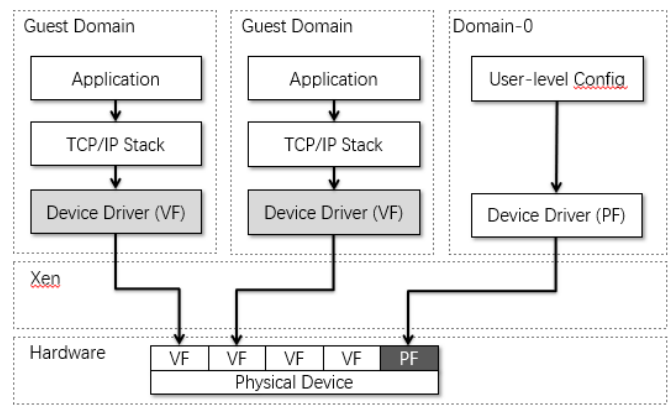 Guest Domain
Application
TCP/IP Stack
Device Driver (VF)
Guest Domain
Application
TCP/IP Stack
Device Driver (VF)
Domain-0
User-level Config
Device Driver (PF)
Xen
Hardware
VF VF VF VF PF
Physical Device